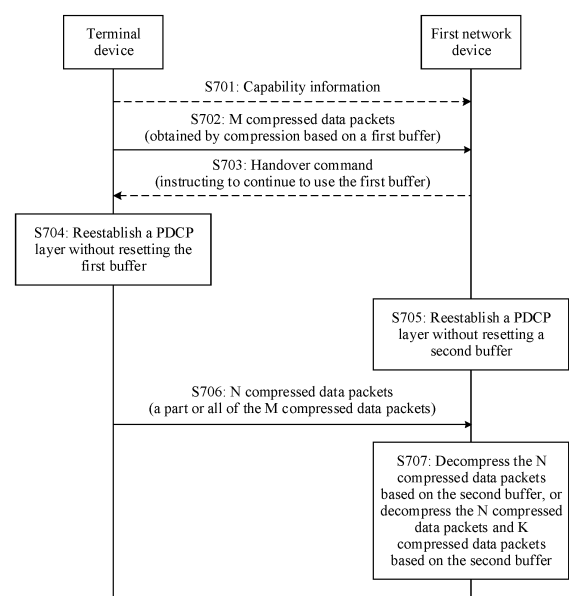 Terminal
device
First network
device
S701: Capability information
S702: M compressed data packets
(obtained by compression based on a first buffer)
S703: Handover command
(instructing to continue to use the first buffer)
S704: Reestablish a PDCP
layer without resetting the
first buffer
S705: Reestablish a PDCP
layer without resetting a
second buffer
S706: N compressed data packets
(a part or all of the M compressed data packets)
S707: Decompress the N
compressed data packets
based on the second buffer, or
decompress the N compressed
data packets and K
compressed data packets
based on the second buffer